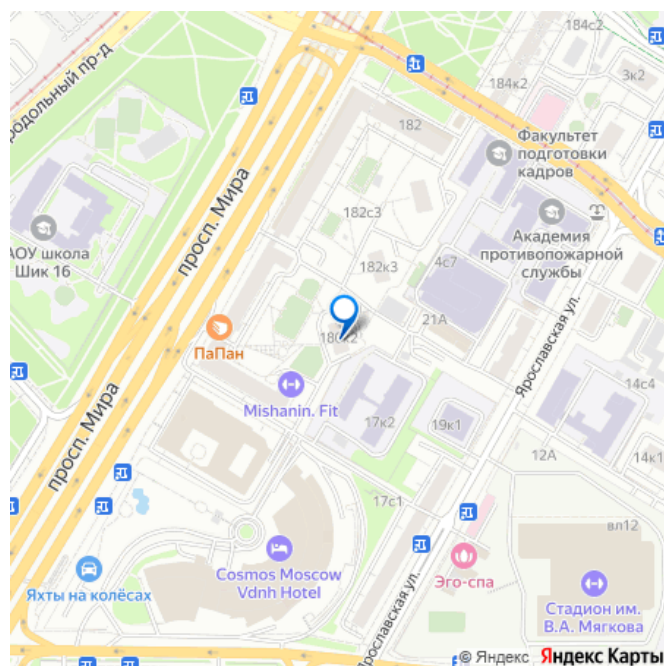 184с2
184к2
3к2
родольный пр-д
182
Факультет
подготовки
кадров
просп. Мира
182с3
Академия
противопожарной
службы
АОУ школа
Шик 16
182к3
4с7
21А
Ярославская ул.
ПаПан
180к2
Mishanin. Fit
14с4
17к2
19к1
просп. Мира
12А
14к1
17с1
вл12
Cosmos Moscow
Vdnh Hotel
Эго-спа
Яхты на колёсах
Ярославская ул.
Стадион им.
В.А. Мягкова
© Яндекс Яндекс Карты